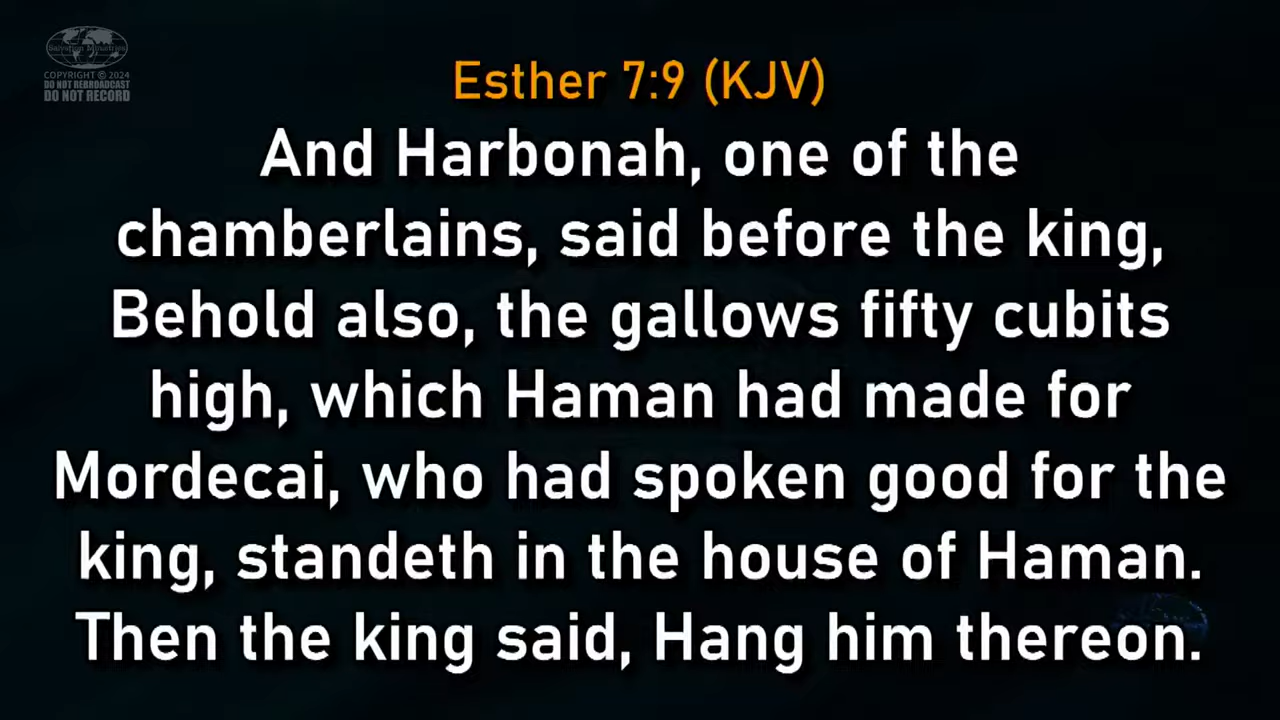 Salvation Ministries
COPYRIGHT © 2024
DO NOT REBROADCAST
DO NOT RECORD
Esther 7:9 (KJV)
And Harbonah, one of the
chamberlains, said before the king,
Behold also, the gallows fifty cubits
high, which Haman had made for
Mordecai, who had spoken good for the
king, standeth in the house of Haman.
Then the king said, Hang him thereon.